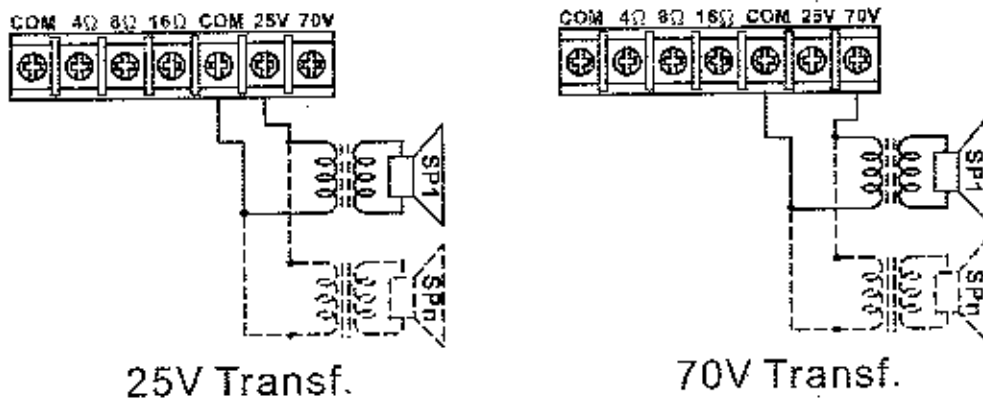 COM 4Ω 8Ω 16Ω COM 25V 70V
COM 4Ω 8Ω 16Ω COM 25V 70V
SP1
SP1
SPn
SPn
25V Transf.
70V Transf.